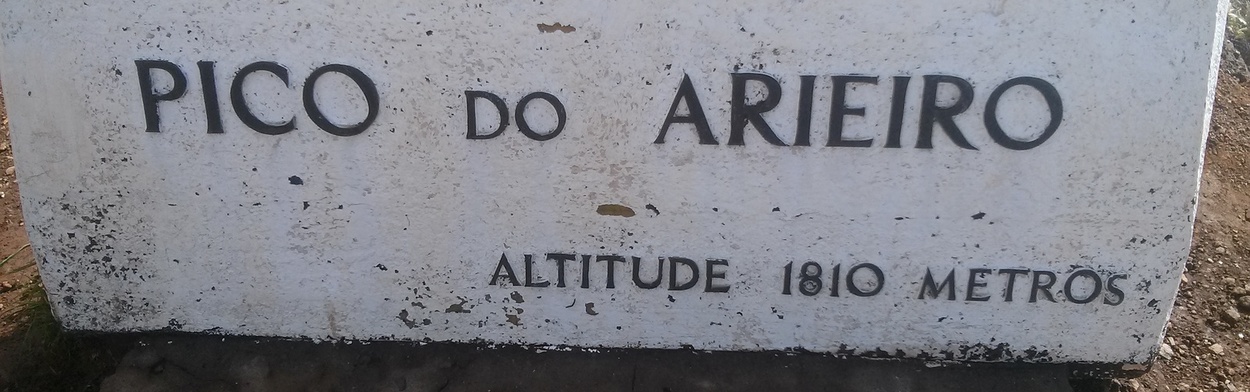 PICO DO ARIEIRO
ALTITUDE 1810 METROS